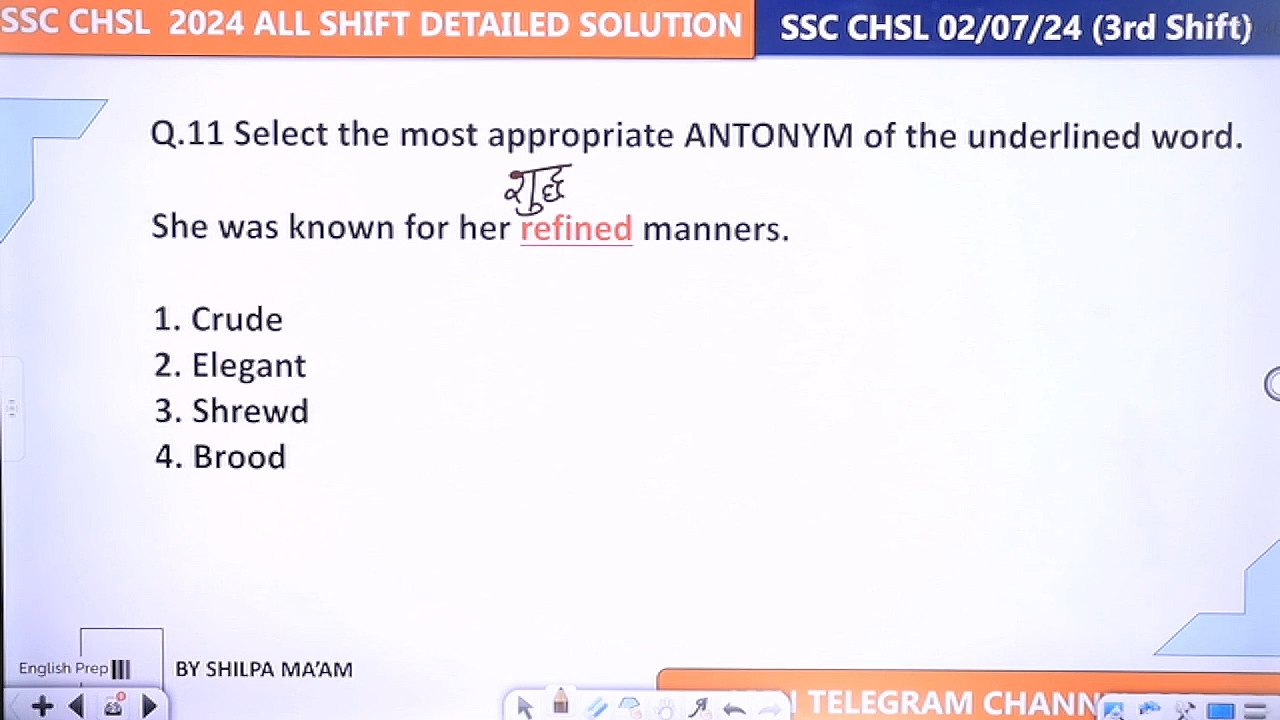 SSC CHSL 2024 ALL SHIFT DETAILED SOLUTION
SSC CHSL 02/07/24 (3rd Shift)
Q.11 Select the most appropriate ANTONYM of the underlined word.
शुद्ध
She was known for her refined manners.
1. Crude
2. Elegant
3. Shrewd
4. Brood
English Prep
BY SHILPA MA'AM
TELEGRAM